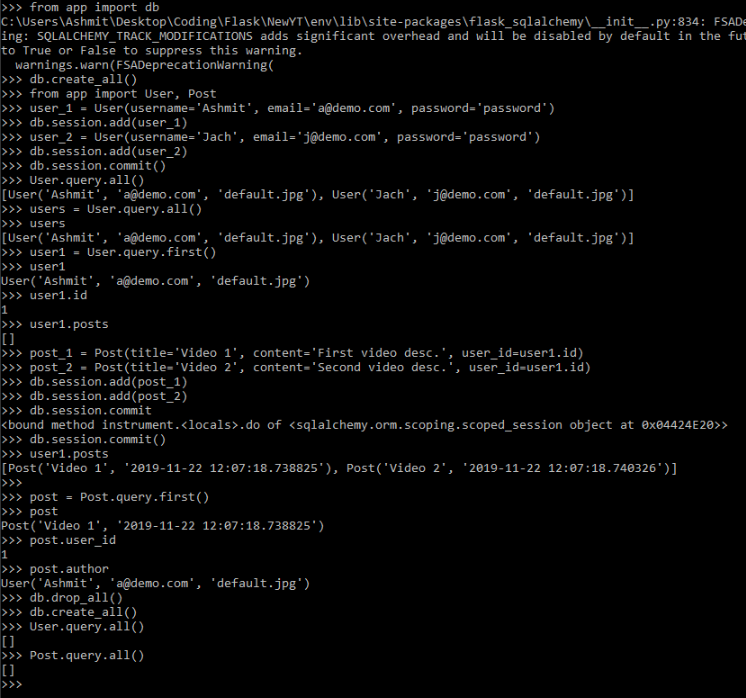 >>> from app import db
C:\Users\Ashmit\Desktop\Coding\Flask\NewYT\env\lib\site-packages\flask_sqlalchemy\__init__.py:834: FSADe
ing: SQLALCHEMY_TRACK_MODIFICATIONS adds significant overhead and will be disabled by default in the fut
to True or False to suppress this warning.
  warnings.warn(FSADeprecationWarning(
>>> db.create_all()
>>> from app import User, Post
>>> user_1 = User(username='Ashmit', email='a@demo.com', password='password')
>>> db.session.add(user_1)
>>> user_2 = User(username='Jach', email='j@demo.com', password='password')
>>> db.session.add(user_2)
>>> db.session.commit()
>>> User.query.all()
[User('Ashmit', 'a@demo.com', 'default.jpg'), User('Jach', 'j@demo.com', 'default.jpg')]
>>> users = User.query.all()
>>> users
[User('Ashmit', 'a@demo.com', 'default.jpg'), User('Jach', 'j@demo.com', 'default.jpg')]
>>> user1 = User.query.first()
>>> user1
User('Ashmit', 'a@demo.com', 'default.jpg')
>>> user1.id
1
>>> user1.posts
[]
>>> post_1 = Post(title='Video 1', content='First video desc.', user_id=user1.id)
>>> post_2 = Post(title='Video 2', content='Second video desc.', user_id=user1.id)
>>> db.session.add(post_1)
>>> db.session.add(post_2)
>>> db.session.commit
<bound method instrument.<locals>.do of <sqlalchemy.orm.scoping.scoped_session object at 0x04424E20>>
>>> db.session.commit()
>>> user1.posts
[Post('Video 1', '2019-11-22 12:07:18.738825'), Post('Video 2', '2019-11-22 12:07:18.740326')]
>>>
>>> post = Post.query.first()
>>> post
Post('Video 1', '2019-11-22 12:07:18.738825')
>>> post.user_id
1
>>> post.author
User('Ashmit', 'a@demo.com', 'default.jpg')
>>> db.drop_all()
>>> db.create_all()
>>> User.query.all()
[]
>>> Post.query.all()
[]
>>>